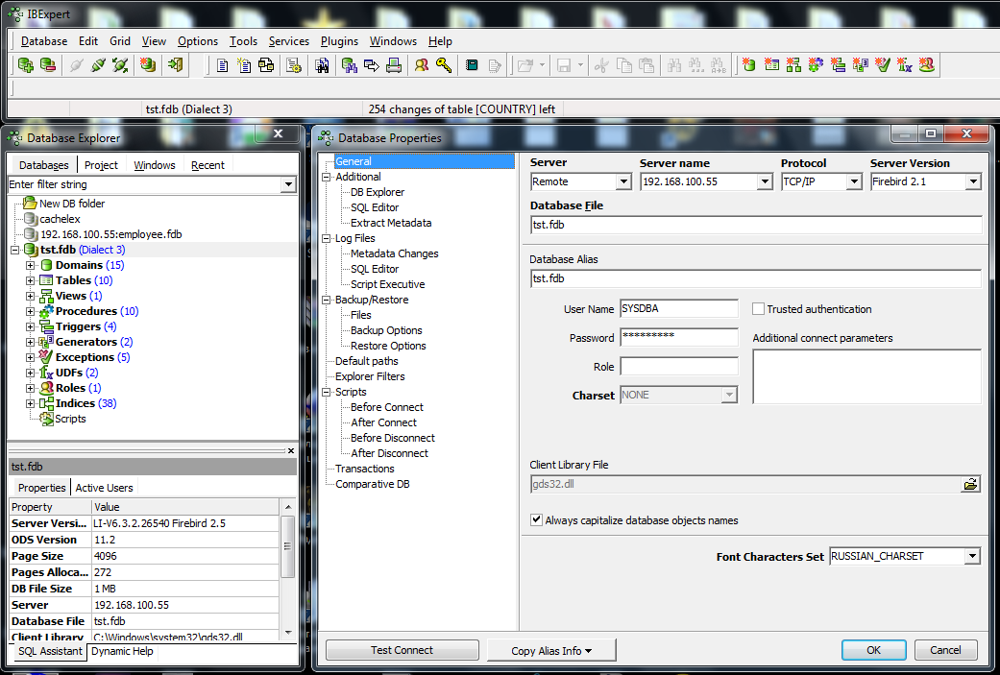 IBExpert
Database Edit Grid View Options Tools Services Plugins Windows Help
tst.fdb (Dialect 3) 254 changes of table [COUNTRY] left
Database Explorer
Databases Project Windows Recent
Enter filter string
New DB folder
cachelex
192.168.100.55:employee.fdb
tst.fdb (Dialect 3)
Domains (15)
Tables (10)
Views (1)
Procedures (10)
Triggers (4)
Generators (2)
Exceptions (5)
UDFs (2)
Roles (1)
Indices (38)
Scripts
tst.fdb
Properties Active Users
Property Value
Server Versi... LI-V6.3.2.26540 Firebird 2.5
ODS Version 11.2
Page Size 4096
Pages Alloca... 272
DB File Size 1 MB
Server 192.168.100.55
Database File tst.fdb
Client Library C:\Windows\system32\gds32.dll
SQL Assistant Dynamic Help
Database Properties
General
Additional
DB Explorer
SQL Editor
Extract Metadata
Log Files
Metadata Changes
SQL Editor
Script Executive
Backup/Restore
Files
Backup Options
Restore Options
Default paths
Explorer Filters
Scripts
Before Connect
After Connect
Before Disconnect
After Disconnect
Transactions
Comparative DB
Server Server name Protocol Server Version
Remote 192.168.100.55 TCP/IP Firebird 2.1
Database File
tst.fdb
Database Alias
tst.fdb
User Name SYSDBA Trusted authentication
Password ********* Additional connect parameters
Role
Charset NONE
Client Library File
gds32.dll
Always capitalize database objects names
Font Characters Set RUSSIAN_CHARSET
Test Connect Copy Alias Info OK Cancel